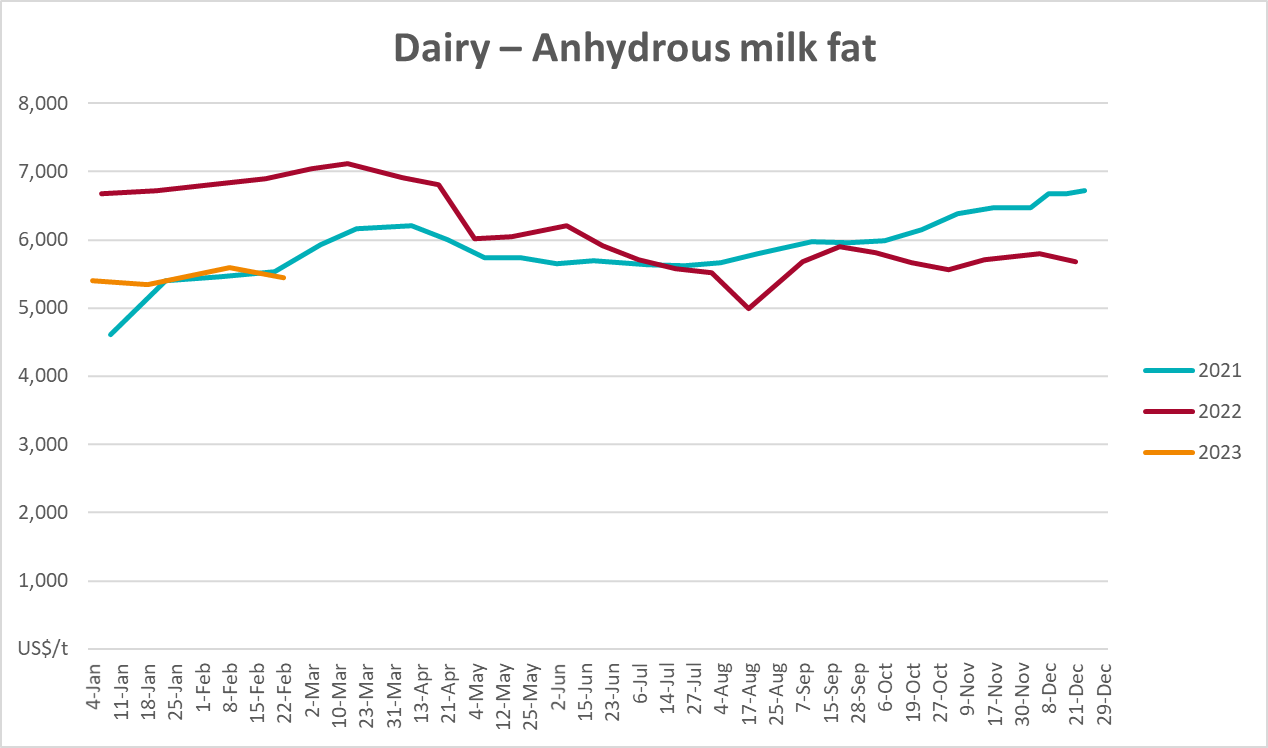 Dairy – Anhydrous milk fat
8,000
7,000
6,000
5,000
4,000
3,000
2,000
1,000
US$/t
2021
2022
2023
4-Jan
11-Jan
18-Jan
25-Jan
1-Feb
8-Feb
15-Feb
22-Feb
2-Mar
10-Mar
23-Mar
31-Mar
13-Apr
21-Apr
4-May
12-May
25-May
2-Jun
15-Jun
23-Jun
6-Jul
14-Jul
27-Jul
4-Aug
17-Aug
25-Aug
7-Sep
15-Sep
28-Sep
6-Oct
19-Oct
27-Oct
9-Nov
17-Nov
30-Nov
8-Dec
21-Dec
29-Dec